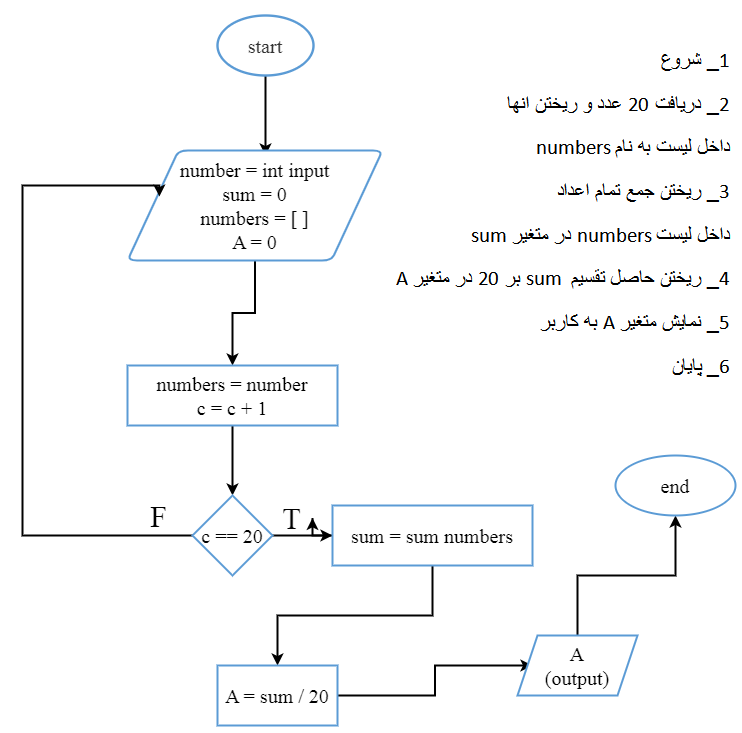 start
number = int input
sum = 0
numbers = [ ]
A = 0
numbers = number
c = c + 1
c == 20
F
T
sum = sum numbers
A = sum / 20
A
(output)
end
1_ شروع
2_ دریافت 20 عدد و ریختن انها
داخل لیست به نام numbers
3_ ریختن جمع تمام اعداد
داخل لیست numbers در متغیر sum
4_ ریختن حاصل تقسیم sum بر 20 در متغیر A
5_ نمایش متغیر A به کاربر
6_ پایان